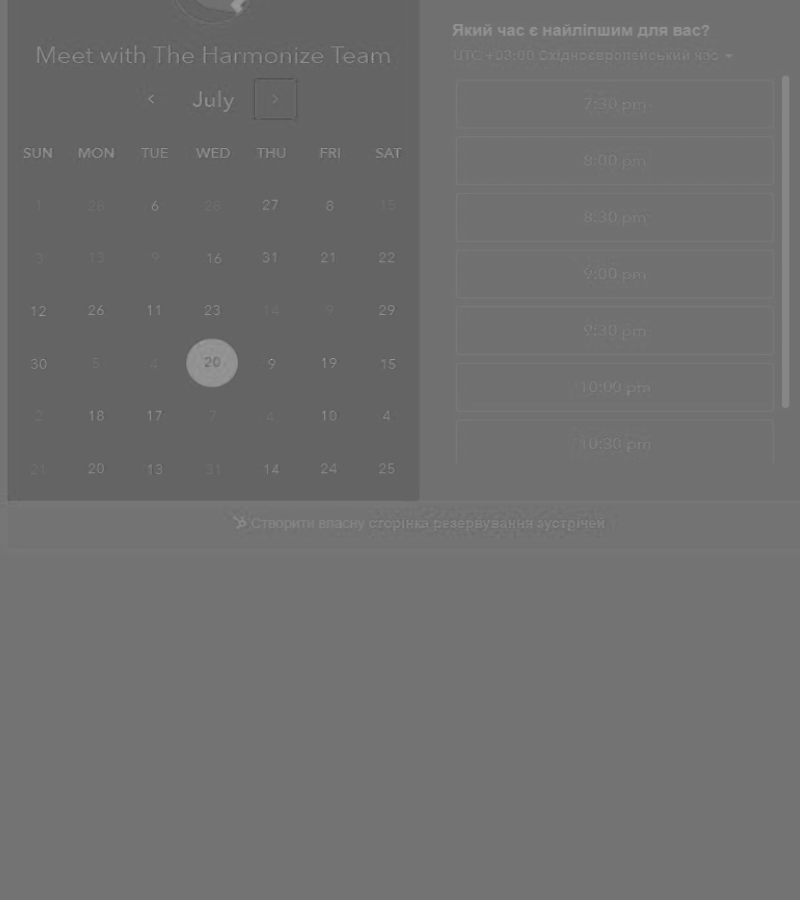 Meet with The Harmonize Team
July
SUN MON TUE WED THU FRI SAT
1 28 6 28 27 8 15
3 13 9 16 31 21 22
12 26 11 23 14 9 29
30 5 4 20 9 19 15
2 18 17 7 4 10 4
21 20 13 31 14 24 25
Який час є найліпшим для вас?
UTC +03:00 Східноєвропейський час
7:30 pm
8:00 pm
8:30 pm
9:00 pm
9:30 pm
10:00 pm
10:30 pm
Створити власну сторінка резервування зустрічей